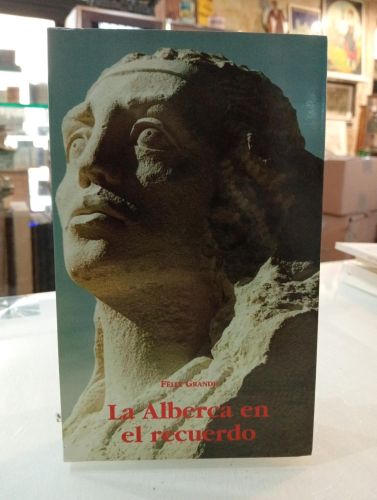 FÉLIX GRANDE
La Alberca en
el recuerdo